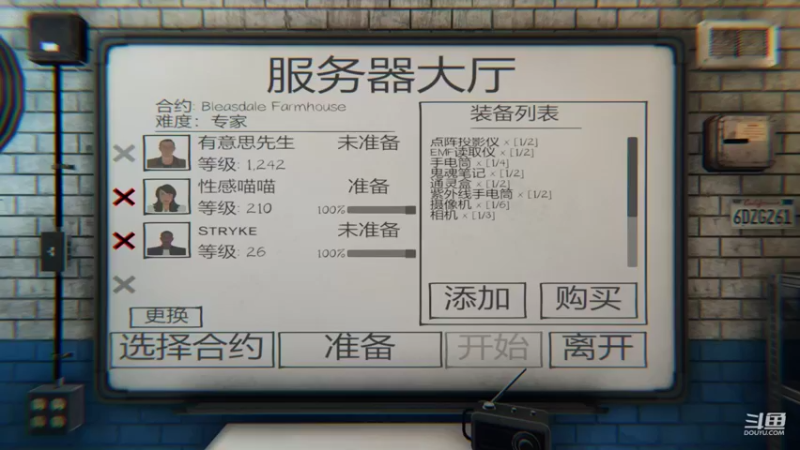 服务器大厅
合约: Bleasdale Farmhouse
难度: 专家
有意思先生 未准备
等级: 1,242
性感喵喵 准备
等级: 210 100%
STRYKE 未准备
等级: 26 100%
更换
装备列表
点阵投影仪 × [1/2]
EMF读取仪 × [1/2]
手电筒 × [1/4]
鬼魂笔记 × [1/2]
通灵盒 × [1/2]
紫外线手电筒 × [1/2]
摄像机 × [1/6]
相机 × [1/3]
添加 购买
选择合约 准备 开始 离开
California
6DZG261
斗鱼
DOUYU.COM